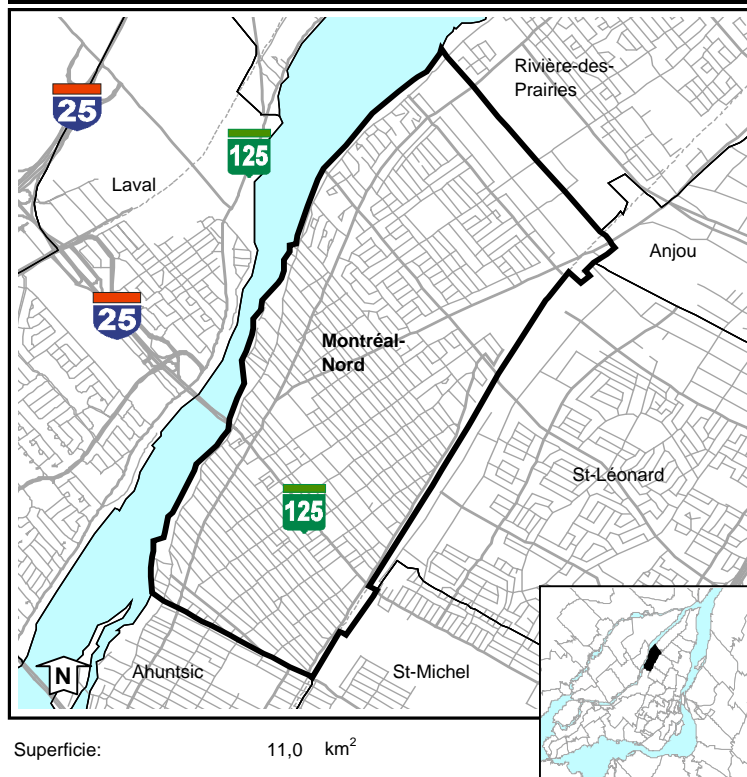 Rivière-des-
Prairies
25
125
Laval
Anjou
25
Montréal-
Nord
St-Léonard
125
N
Ahuntsic
St-Michel
Superficie: 11,0 km²